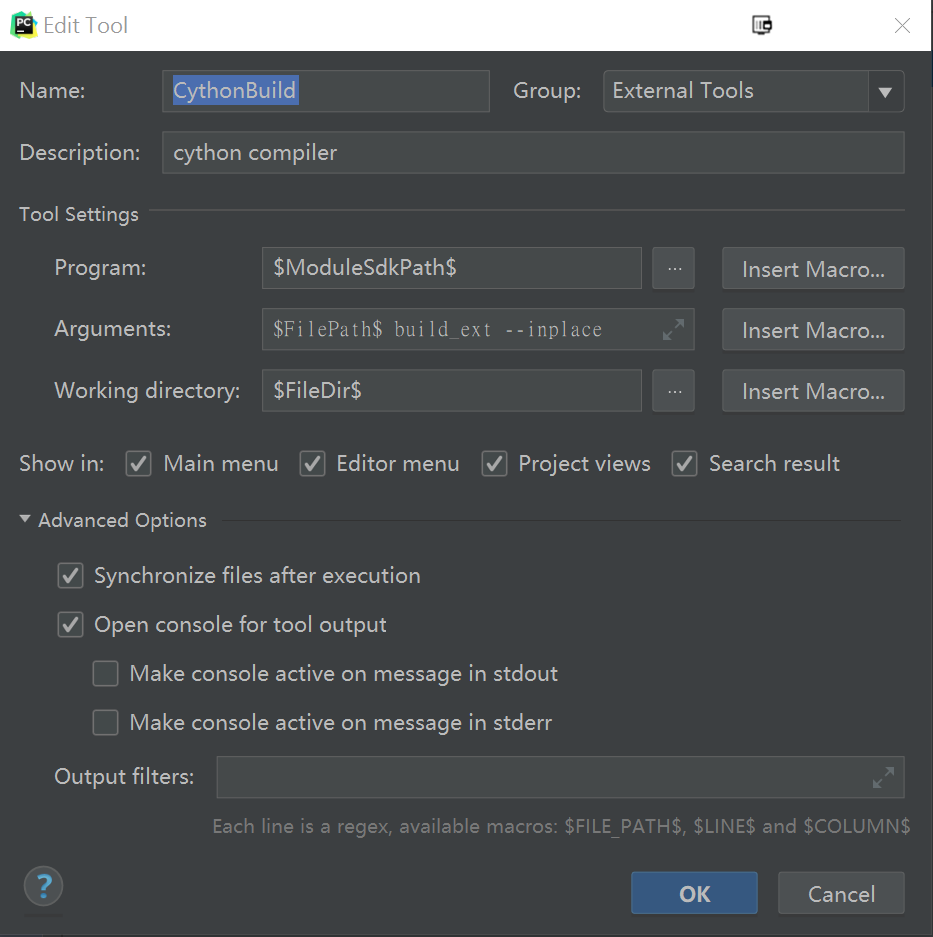 PC Edit Tool
Name: CythonBuild Group: External Tools
Description: cython compiler
Tool Settings
Program: $ModuleSdkPath$ ... Insert Macro...
Arguments: $FilePath$ build_ext --inplace Insert Macro...
Working directory: $FileDir$ ... Insert Macro...
Show in: Main menu Editor menu Project views Search result
Advanced Options
Synchronize files after execution
Open console for tool output
Make console active on message in stdout
Make console active on message in stderr
Output filters:
Each line is a regex, available macros: $FILE_PATH$, $LINE$ and $COLUMN$
? OK Cancel